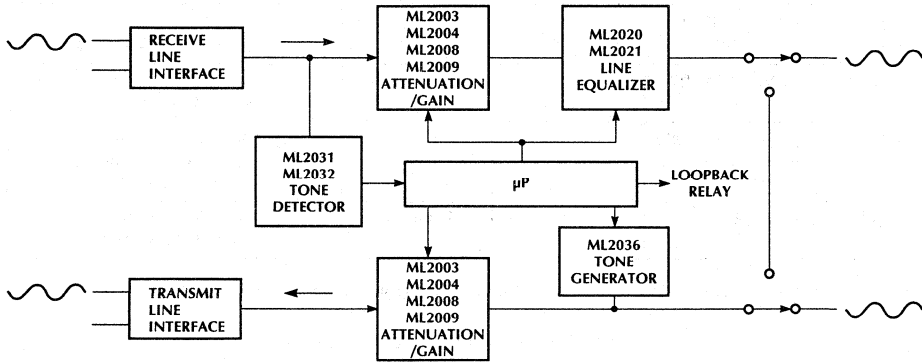 RECEIVE
LINE
INTERFACE
ML2003
ML2004
ML2008
ML2009
ATTENUATION
/GAIN
ML2020
ML2021
LINE
EQUALIZER
ML2031
ML2032
TONE
DETECTOR
μP
LOOPBACK
RELAY
ML2036
TONE
GENERATOR
TRANSMIT
LINE
INTERFACE
ML2003
ML2004
ML2008
ML2009
ATTENUATION
/GAIN